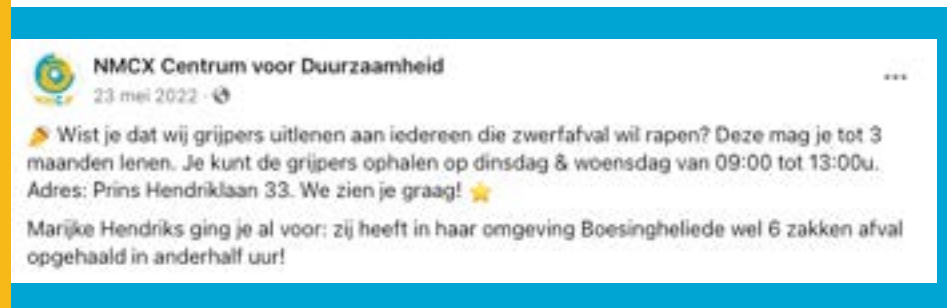 NMCX Centrum voor Duurzaamheid
23 mei 2022 ·
🎉 Wist je dat wij grijpers uitlenen aan iedereen die zwerfafval wil rapen? Deze mag je tot 3
maanden lenen. Je kunt de grijpers ophalen op dinsdag & woensdag van 09:00 tot 13:00u.
Adres: Prins Hendriklaan 33. We zien je graag! ⭐
Marijke Hendriks ging je al voor: zij heeft in haar omgeving Boesingheliede wel 6 zakken afval
opgehaald in anderhalf uur!